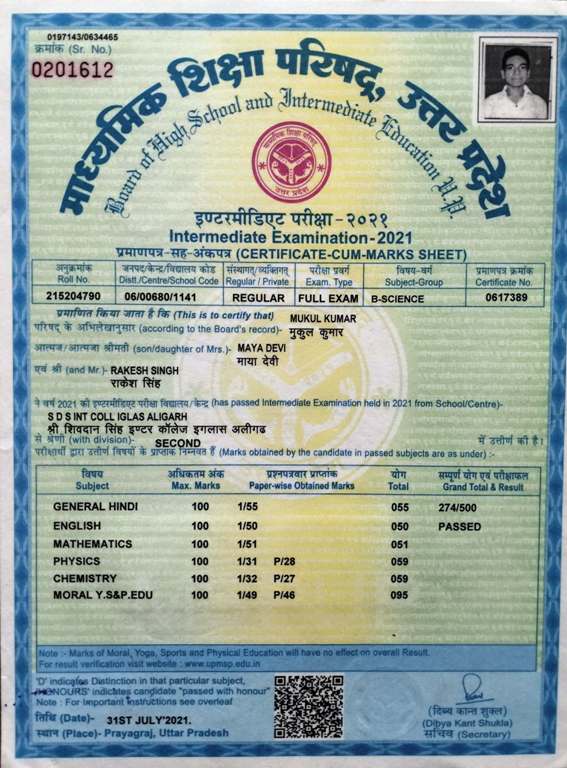 0197143/0634465
क्रमांक (Sr. No.)
0201612
माध्यमिक शिक्षा परिषद्, उत्तर प्रदेश
Board of High School and Intermediate Education U.P.
माध्यमिक शिक्षा परिषद्
उत्तर प्रदेश
इण्टरमीडिएट परीक्षा-२०२१
Intermediate Examination-2021
प्रमाणपत्र-सह-अंकपत्र (CERTIFICATE-CUM-MARKS SHEET)
अनुक्रमांक जनपद/केन्द्र/विद्यालय कोड संस्थागत/व्यक्तिगत परीक्षा प्रवर्ग विषय-वर्ग प्रमाणपत्र क्रमांक
Roll No. Distt./Centre/School Code Regular / Private Exam. Type Subject-Group Certificate No.
215204790 06/00680/1141 REGULAR FULL EXAM B-SCIENCE 0617389
प्रमाणित किया जाता है कि (This is to certify that) MUKUL KUMAR
परिषद् के अभिलेखानुसार (according to the Board's record)- मुकुल कुमार
आत्मज/आत्मजा श्रीमती (son/daughter of Mrs.)- MAYA DEVI
माया देवी
एवं श्री (and Mr.)- RAKESH SINGH
राकेश सिंह
ने वर्ष 2021 की इण्टरमीडिएट परीक्षा विद्यालय/केन्द्र (has passed Intermediate Examination held in 2021 from School/Centre)-
S D S INT COLL IGLAS ALIGARH
श्री शिवदान सिंह इण्टर कॉलेज इगलास अलीगढ
से श्रेणी (with division)- SECOND में उत्तीर्ण की है।
परीक्षार्थी द्वारा उत्तीर्ण विषयों के प्राप्तांक निम्नवत हैं (Marks obtained by the candidate in passed subjects are as under) :-
विषय अधिकतम अंक प्रश्नपत्रवार प्राप्तांक योग सम्पूर्ण योग एवं परीक्षाफल
Subject Max. Marks Paper-wise Obtained Marks Total Grand Total & Result
GENERAL HINDI 100 1/55 055 274/500
ENGLISH 100 1/50 050 PASSED
MATHEMATICS 100 1/51 051
PHYSICS 100 1/31 P/28 059
CHEMISTRY 100 1/32 P/27 059
MORAL Y.S&P.EDU 100 1/49 P/46 095
Note :- Marks of Moral, Yoga, Sports and Physical Education will have no effect on overall Result.
For result verification visit website : www.upmsp.edu.in
'D' indicates Distinction in that particular subject,
'HONOURS' indicates candidate "passed with honour"
Note : For Important instructions see overleaf
तिथि (Date)- 31ST JULY'2021.
स्थान (Place)- Prayagraj, Uttar Pradesh
(दिव्य कान्त शुक्ल)
(Dibya Kant Shukla)
सचिव (Secretary)